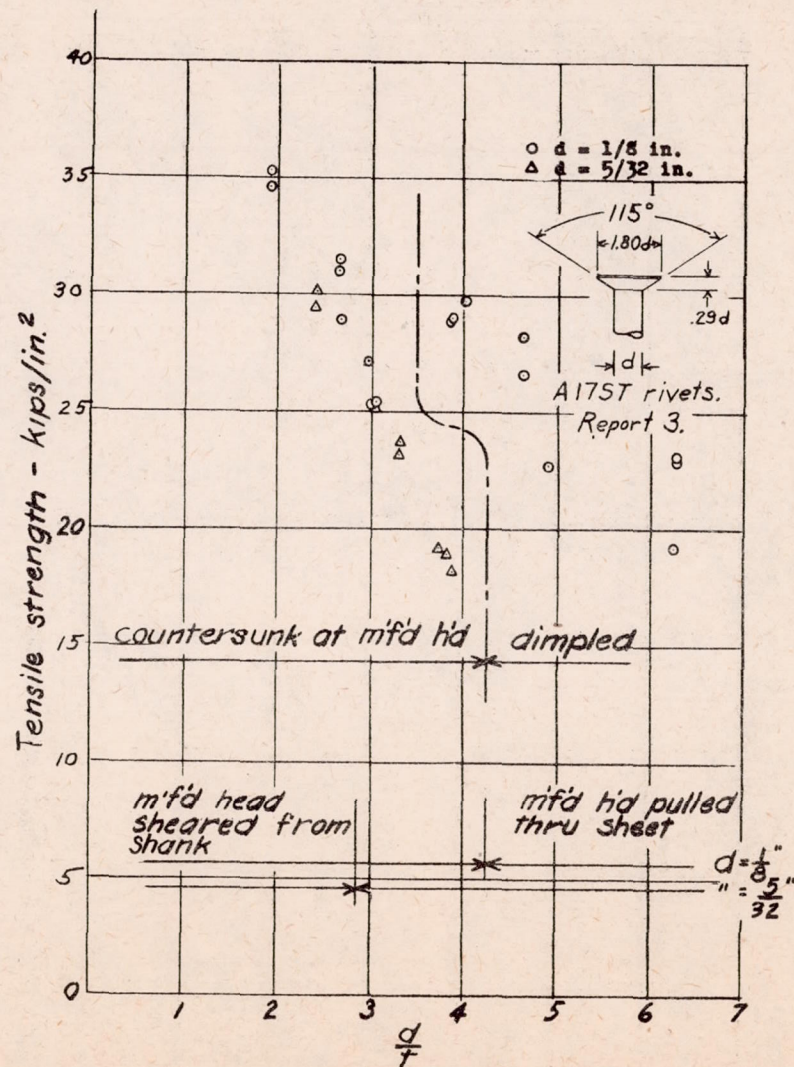 40
35
30
25
20
15
10
5
0
Tensile strength – kips/in.²
○ d = 1/8 in.
△ d = 5/32 in.
115°
1.80d
.29d
d
A17ST rivets.
Report 3.
countersunk at m'f'd h'd
dimpled
m'f'd head
sheared from
shank
m'f'd h'd pulled
thru sheet
d = 1/8"
" = 5/32"
1 2 3 4 5 6 7
d/t